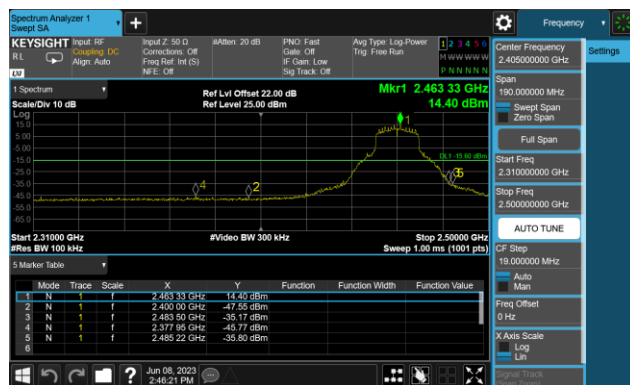 Spectrum Analyzer 1
Swept SA
Frequency
KEYSIGHT
Input: RF
Coupling: DC
Align: Auto
Input Z: 50 Ω
Corrections: Off
Freq Ref: Int (S)
NFE: Off
#Atten: 20 dB
PNO: Fast
Gate: Off
IF Gain: Low
Sig Track: Off
Avg Type: Log-Power
Trig: Free Run
1 2 3 4 5 6
M W W W W W
P N N N N N
RL
LXI
1 Spectrum
Scale/Div 10 dB
Ref Lvl Offset 22.00 dB
Ref Level 25.00 dBm
Mkr1 2.463 33 GHz
14.40 dBm
Log
15.0
5.00
-5.00
-15.0
-25.0
-35.0
-45.0
-55.0
-65.0
1
DL1 -15.60 dBm
4
2
3
5
Start 2.31000 GHz
#Res BW 100 kHz
#Video BW 300 kHz
Stop 2.50000 GHz
Sweep 1.00 ms (1001 pts)
5 Marker Table
Mode Trace Scale X Y Function Function Width Function Value
1 N 1 f 2.463 33 GHz 14.40 dBm
2 N 1 f 2.400 00 GHz -47.55 dBm
3 N 1 f 2.483 50 GHz -35.17 dBm
4 N 1 f 2.377 95 GHz -45.77 dBm
5 N 1 f 2.485 22 GHz -35.80 dBm
6
Jun 08, 2023
2:46:21 PM
Center Frequency
2.405000000 GHz
Settings
Span
190.000000 MHz
Swept Span
Zero Span
Full Span
Start Freq
2.310000000 GHz
Stop Freq
2.500000000 GHz
AUTO TUNE
CF Step
19.000000 MHz
Auto
Man
Freq Offset
0 Hz
X Axis Scale
Log
Lin
Signal Track
(Span Zoom)